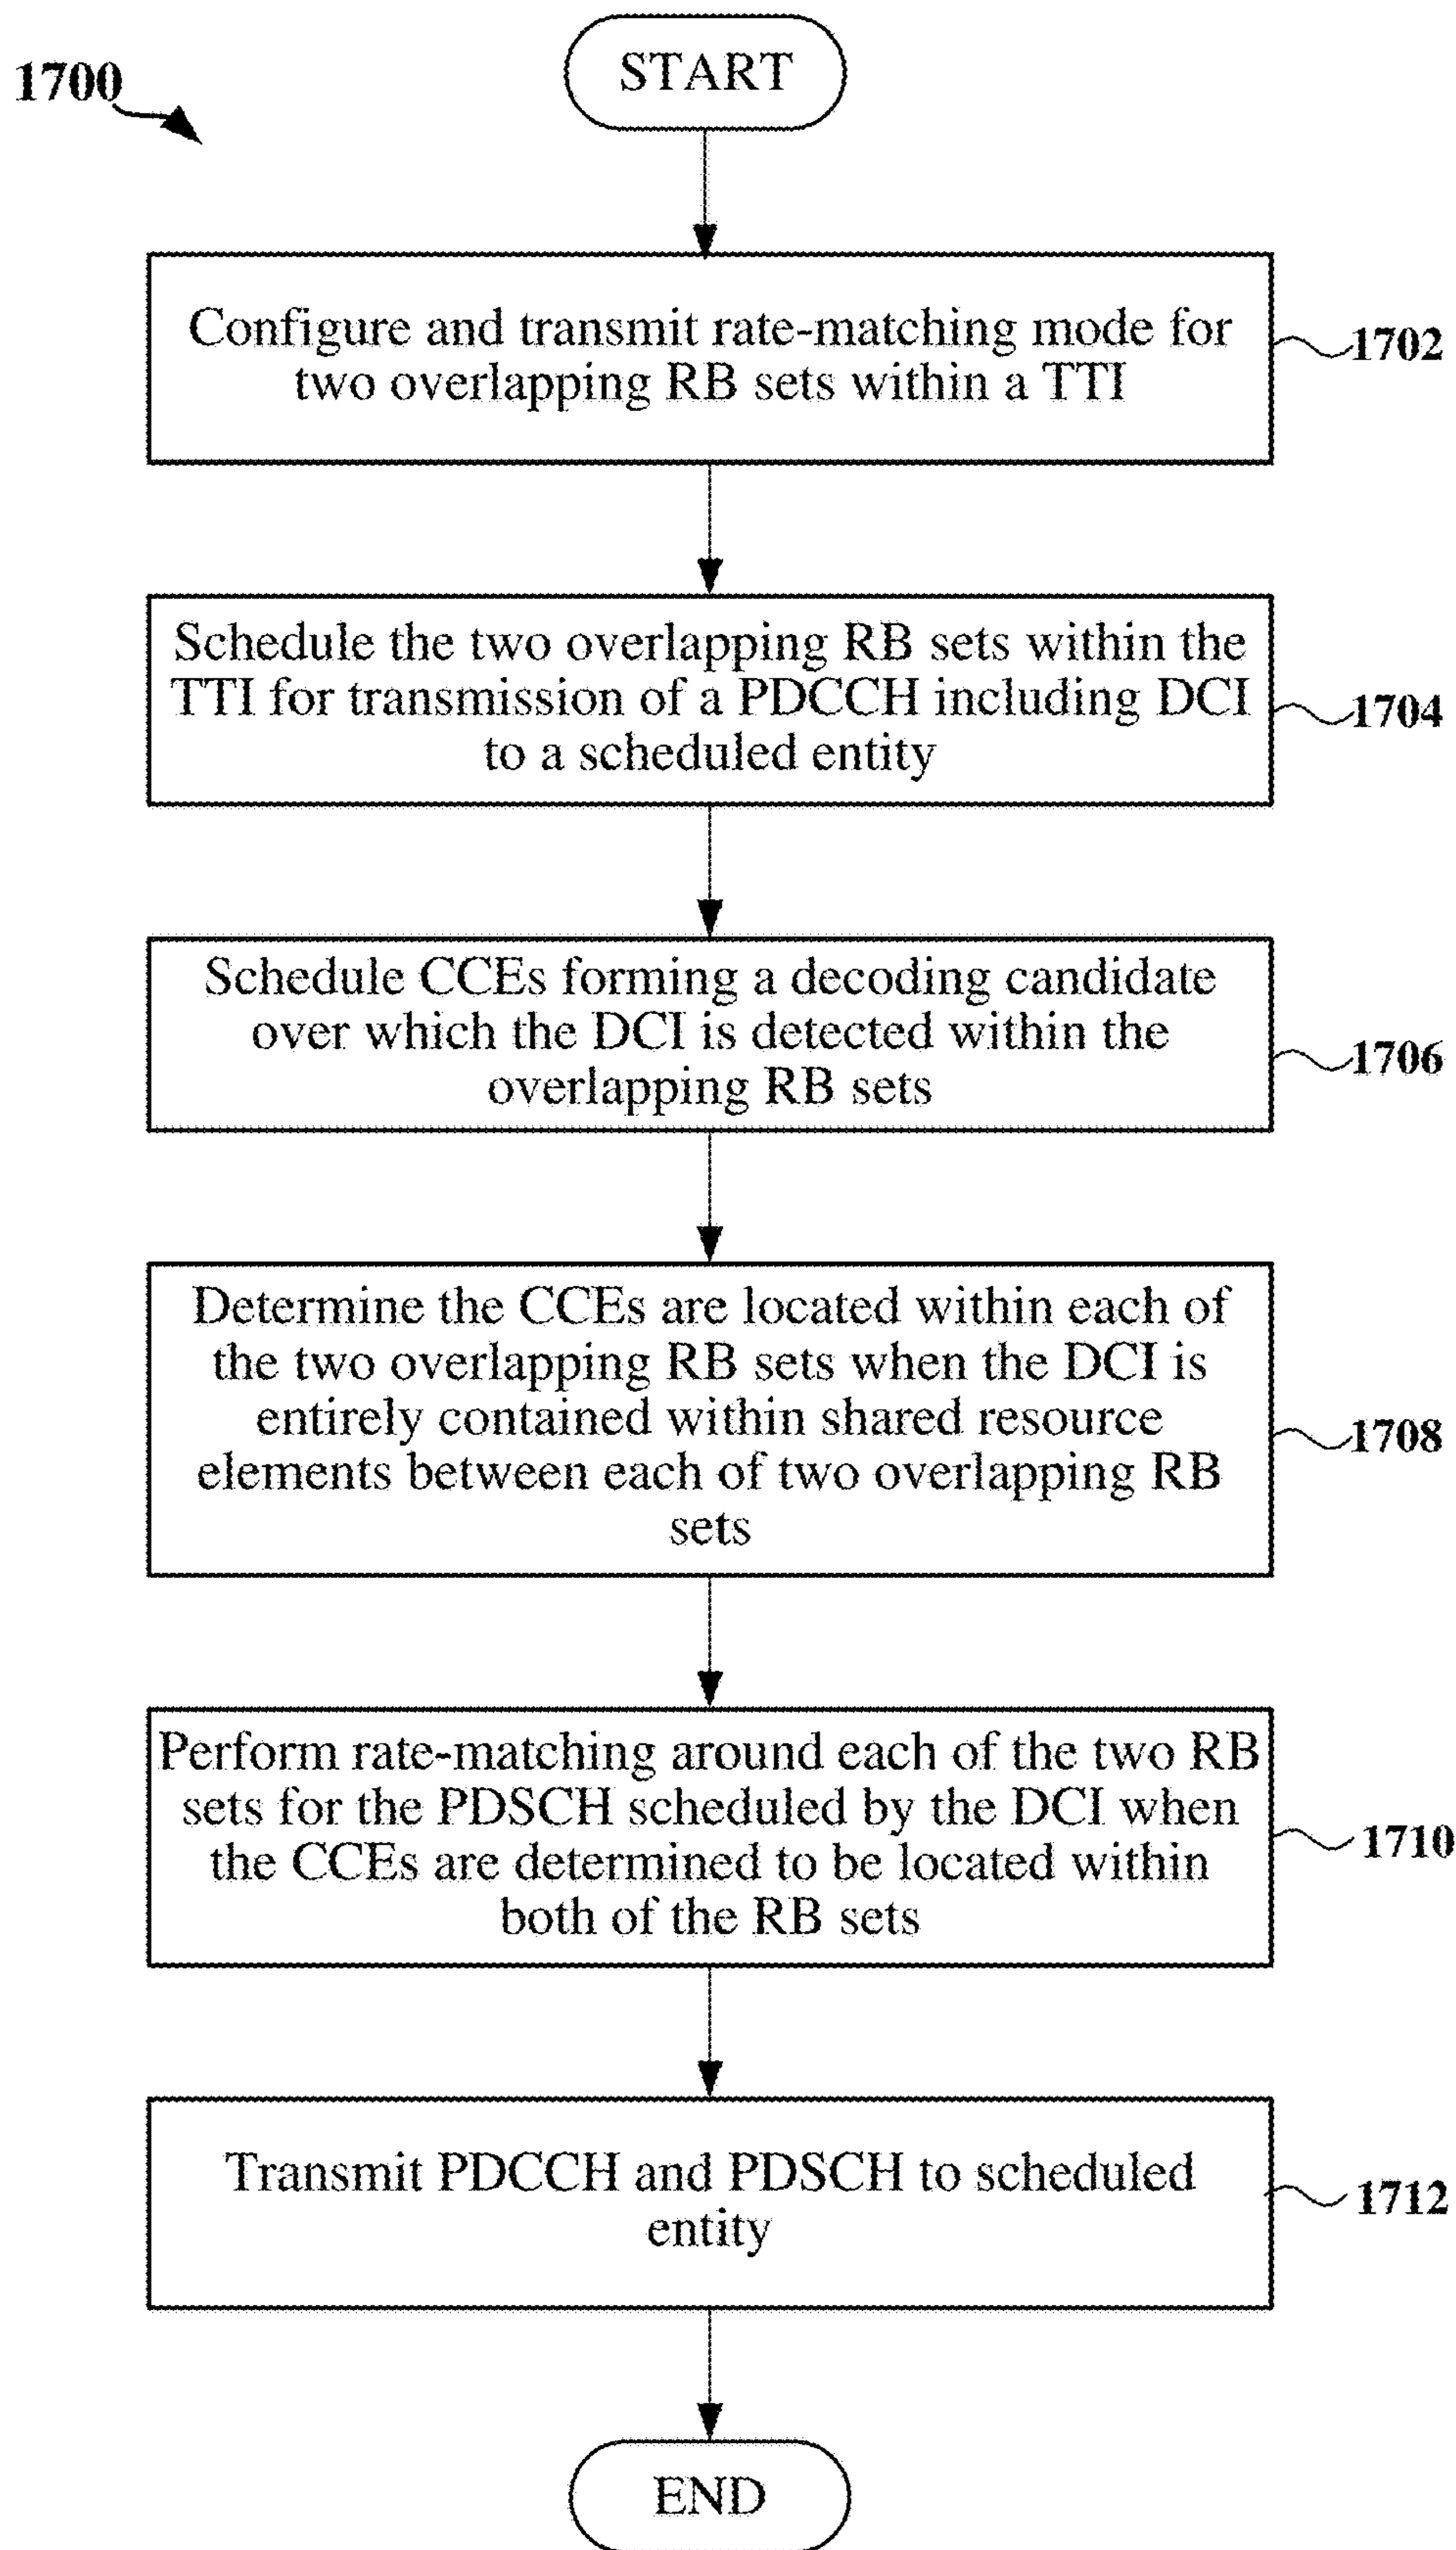 1700
START
Configure and transmit rate-matching mode for
two overlapping RB sets within a TTI
1702
Schedule the two overlapping RB sets within the
TTI for transmission of a PDCCH including DCI
to a scheduled entity
1704
Schedule CCEs forming a decoding candidate
over which the DCI is detected within the
overlapping RB sets
1706
Determine the CCEs are located within each of
the two overlapping RB sets when the DCI is
entirely contained within shared resource
elements between each of two overlapping RB
sets
1708
Perform rate-matching around each of the two RB
sets for the PDSCH scheduled by the DCI when
the CCEs are determined to be located within
both of the RB sets
1710
Transmit PDCCH and PDSCH to scheduled
entity
1712
END